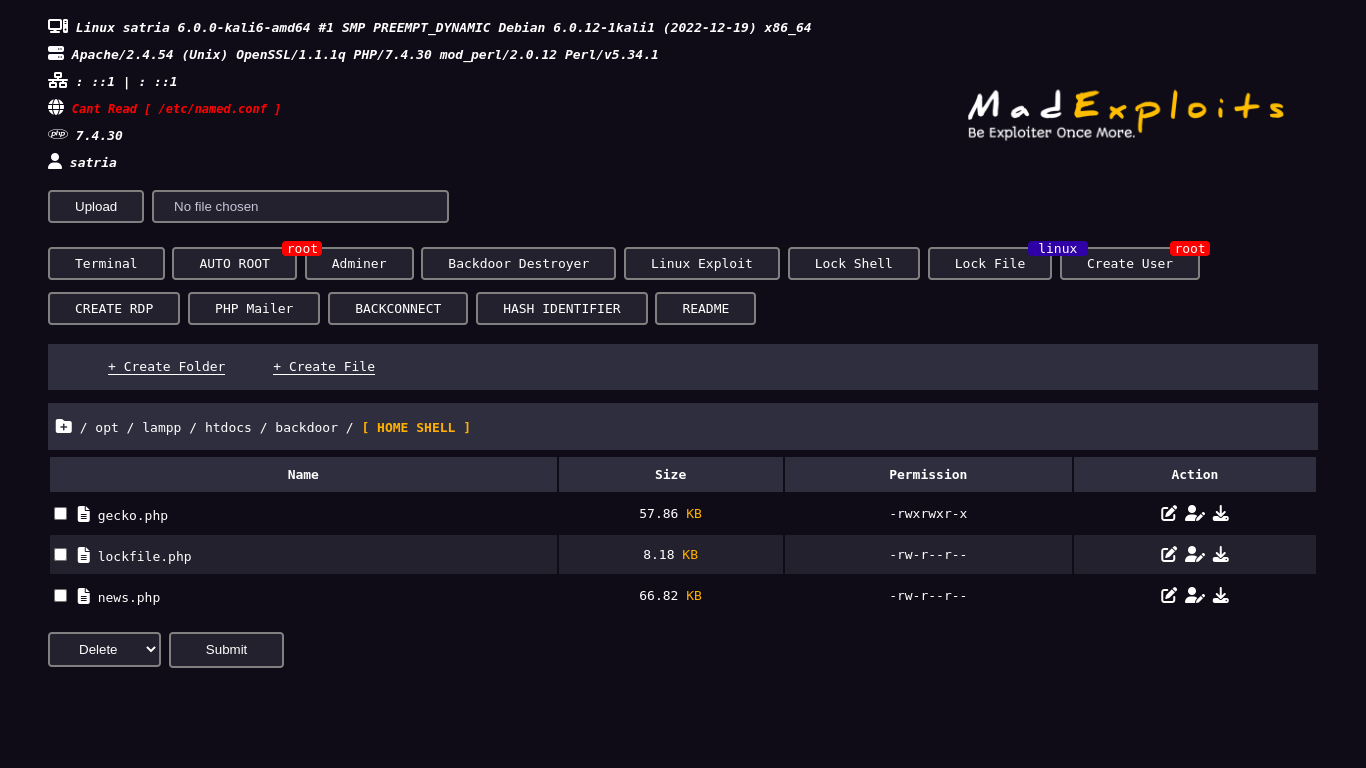 Linux satria 6.0.0-kali6-amd64 #1 SMP PREEMPT_DYNAMIC Debian 6.0.12-1kali1 (2022-12-19) x86_64
Apache/2.4.54 (Unix) OpenSSL/1.1.1q PHP/7.4.30 mod_perl/2.0.12 Perl/v5.34.1
: ::1 | : ::1
Cant Read [ /etc/named.conf ]
php 7.4.30
satria
Mad Exploits
Be Exploiter Once More.
Upload No file chosen
root linux root
Terminal AUTO ROOT Adminer Backdoor Destroyer Linux Exploit Lock Shell Lock File Create User
CREATE RDP PHP Mailer BACKCONNECT HASH IDENTIFIER README
+ Create Folder + Create File
/ opt / lampp / htdocs / backdoor / [ HOME SHELL ]
Name Size Permission Action
gecko.php 57.86 KB -rwxrwxr-x
lockfile.php 8.18 KB -rw-r--r--
news.php 66.82 KB -rw-r--r--
Delete Submit